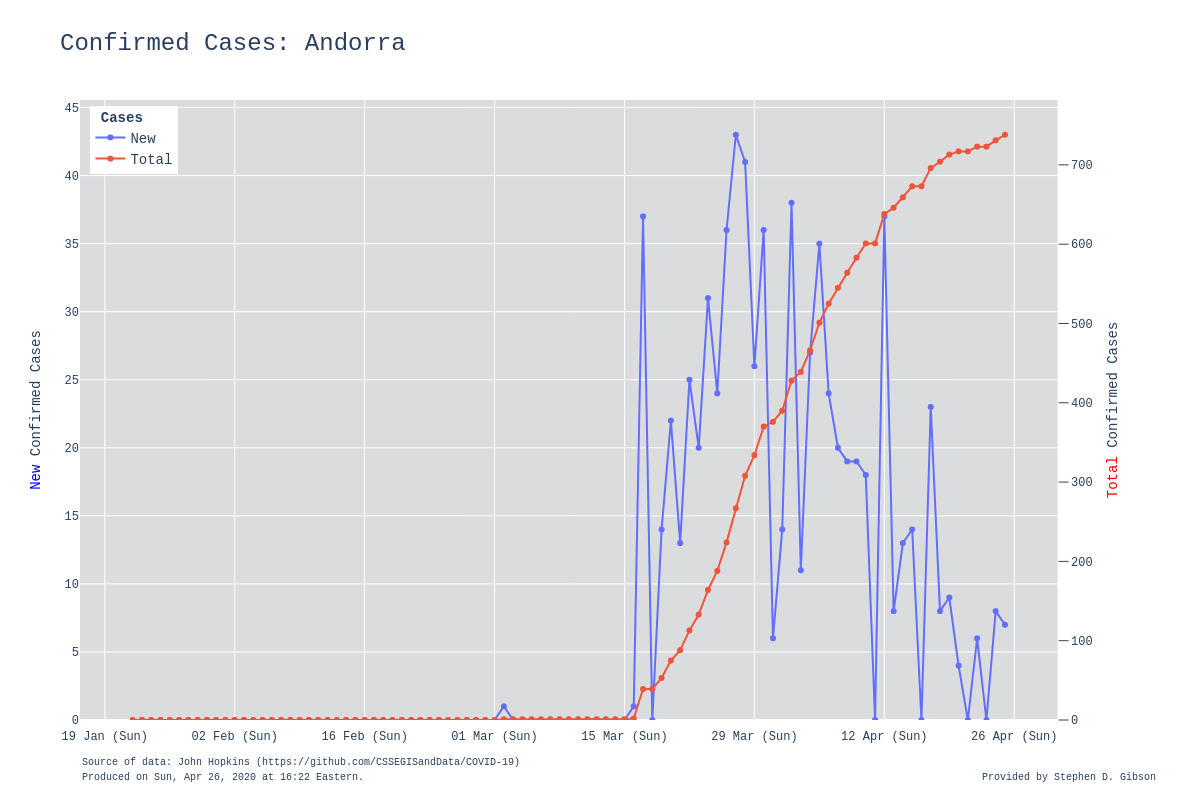 Confirmed Cases: Andorra
Cases
New
Total
45
40
35
30
25
20
15
10
5
0
New Confirmed Cases
700
600
500
400
300
200
100
0
Total Confirmed Cases
19 Jan (Sun)
02 Feb (Sun)
16 Feb (Sun)
01 Mar (Sun)
15 Mar (Sun)
29 Mar (Sun)
12 Apr (Sun)
26 Apr (Sun)
Source of data: John Hopkins (https://github.com/CSSEGISandData/COVID-19)
Produced on Sun, Apr 26, 2020 at 16:22 Eastern.
Provided by Stephen D. Gibson